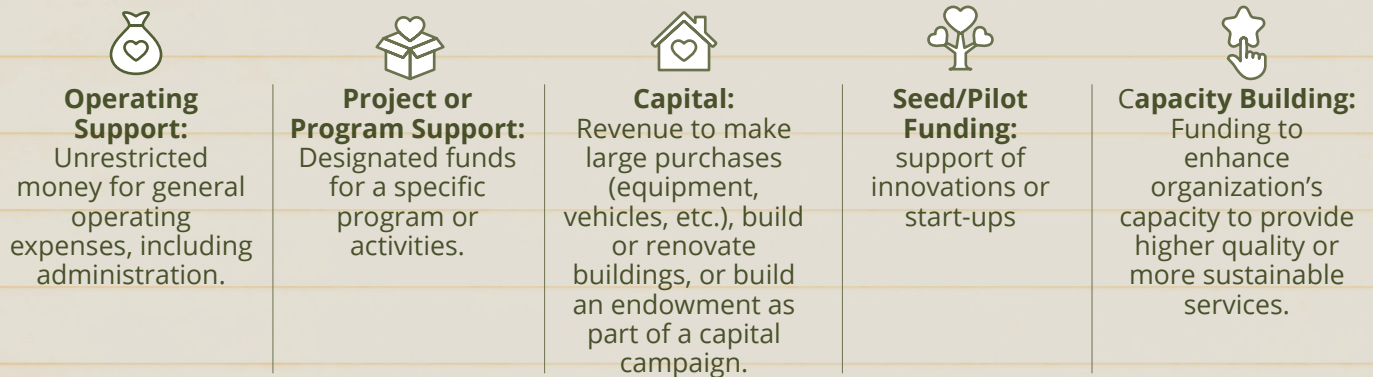 Operating
Support:
Unrestricted
money for general
operating
expenses, including
administration.
Project or
Program Support:
Designated funds
for a specific
program or
activities.
Capital:
Revenue to make
large purchases
(equipment,
vehicles, etc.), build
or renovate
buildings, or build
an endowment as
part of a capital
campaign.
Seed/Pilot
Funding:
support of
innovations or
start-ups
Capacity Building:
Funding to
enhance
organization’s
capacity to provide
higher quality or
more sustainable
services.